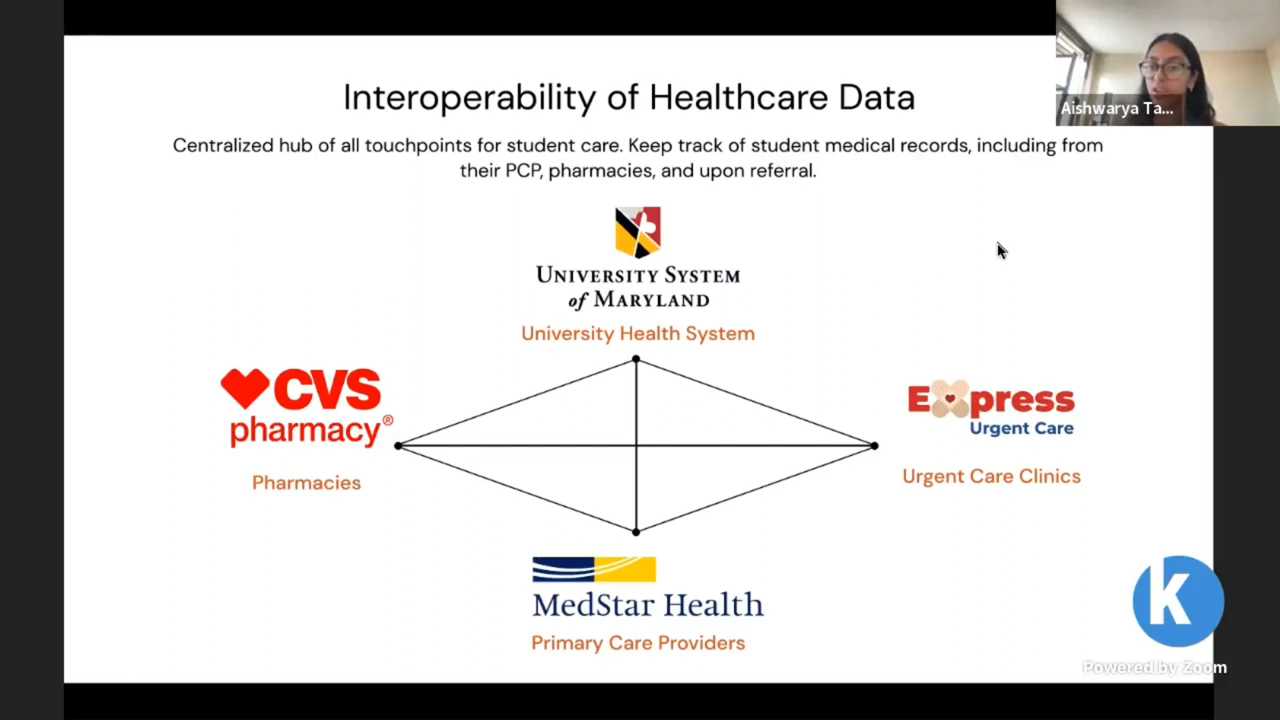 Interoperability of Healthcare Data
Aishwarya Ta...
Centralized hub of all touchpoints for student care. Keep track of student medical records, including from
their PCP, pharmacies, and upon referral.
UNIVERSITY SYSTEM
of MARYLAND
University Health System
CVS
pharmacy®
Pharmacies
Express
Urgent Care
Urgent Care Clinics
MedStar Health
Primary Care Providers
k
Powered by Zoom